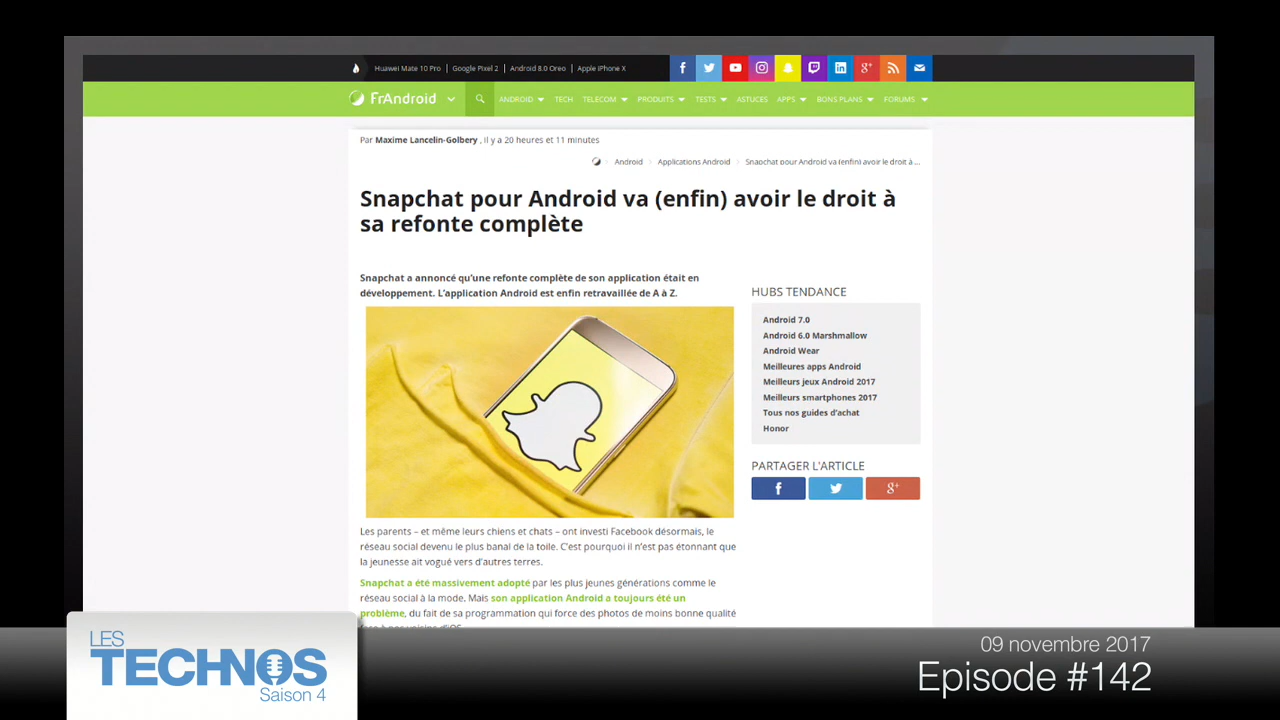 Huawei Mate 10 Pro | Google Pixel 2 | Android 8.0 Oreo | Apple iPhone X
FrAndroid ANDROID TECH TELECOM PRODUITS TESTS ASTUCES APPS BONS PLANS FORUMS
Par Maxime Lancelin-Golbery , il y a 20 heures et 11 minutes
Android Applications Android Snapchat pour Android va (enfin) avoir le droit à ...
Snapchat pour Android va (enfin) avoir le droit à
sa refonte complète
Snapchat a annoncé qu'une refonte complète de son application était en
développement. L'application Android est enfin retravaillée de A à Z.
Les parents – et même leurs chiens et chats – ont investi Facebook désormais, le
réseau social devenu le plus banal de la toile. C'est pourquoi il n'est pas étonnant que
la jeunesse ait vogué vers d'autres terres.
Snapchat a été massivement adopté par les plus jeunes générations comme le
réseau social à la mode. Mais son application Android a toujours été un
problème, du fait de sa programmation qui force des photos de moins bonne qualité
HUBS TENDANCE
Android 7.0
Android 6.0 Marshmallow
Android Wear
Meilleures apps Android
Meilleurs jeux Android 2017
Meilleurs smartphones 2017
Tous nos guides d'achat
Honor
PARTAGER L'ARTICLE
LES
TECHNOS
Saison 4
09 novembre 2017
Episode #142